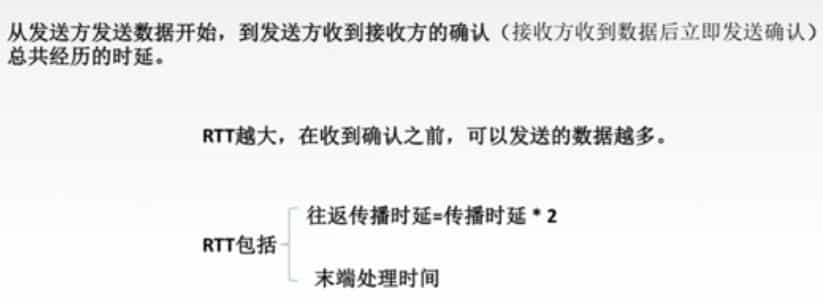 从发送方发送数据开始，到发送方收到接收方的确认（接收方收到数据后立即发送确认）
总共经历的时延。
RTT越大，在收到确认之前，可以发送的数据越多。
往返传播时延=传播时延 * 2
RTT包括
末端处理时间